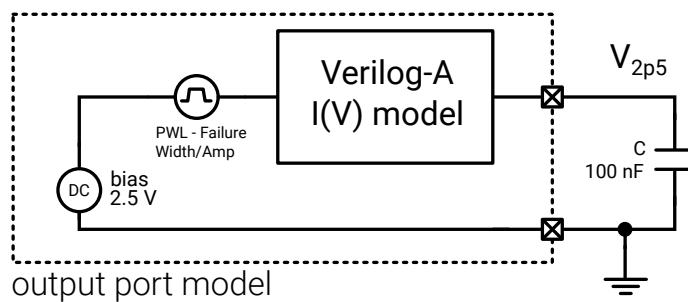 Verilog-A
I(V) model
V2p5
PWL - Failure
Width/Amp
C
100 nF
DC
bias
2.5 V
output port model